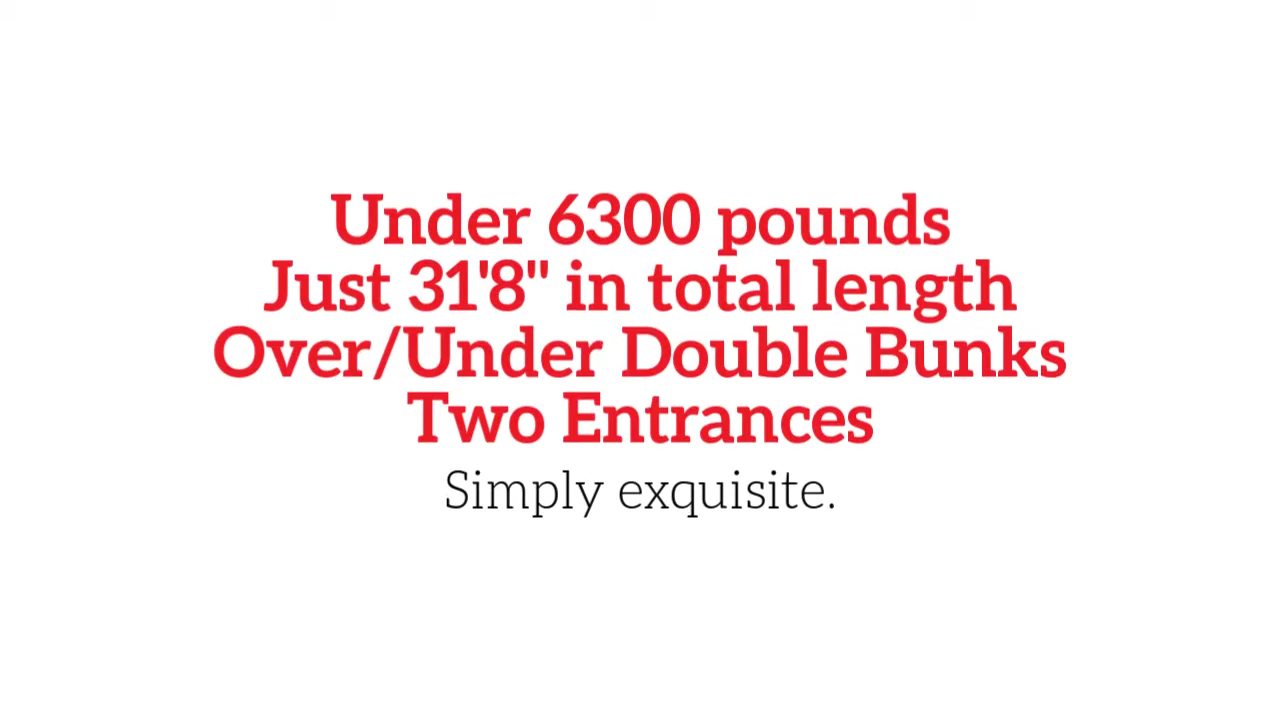 Under 6300 pounds
Just 31'8" in total length
Over/Under Double Bunks
Two Entrances
Simply exquisite.